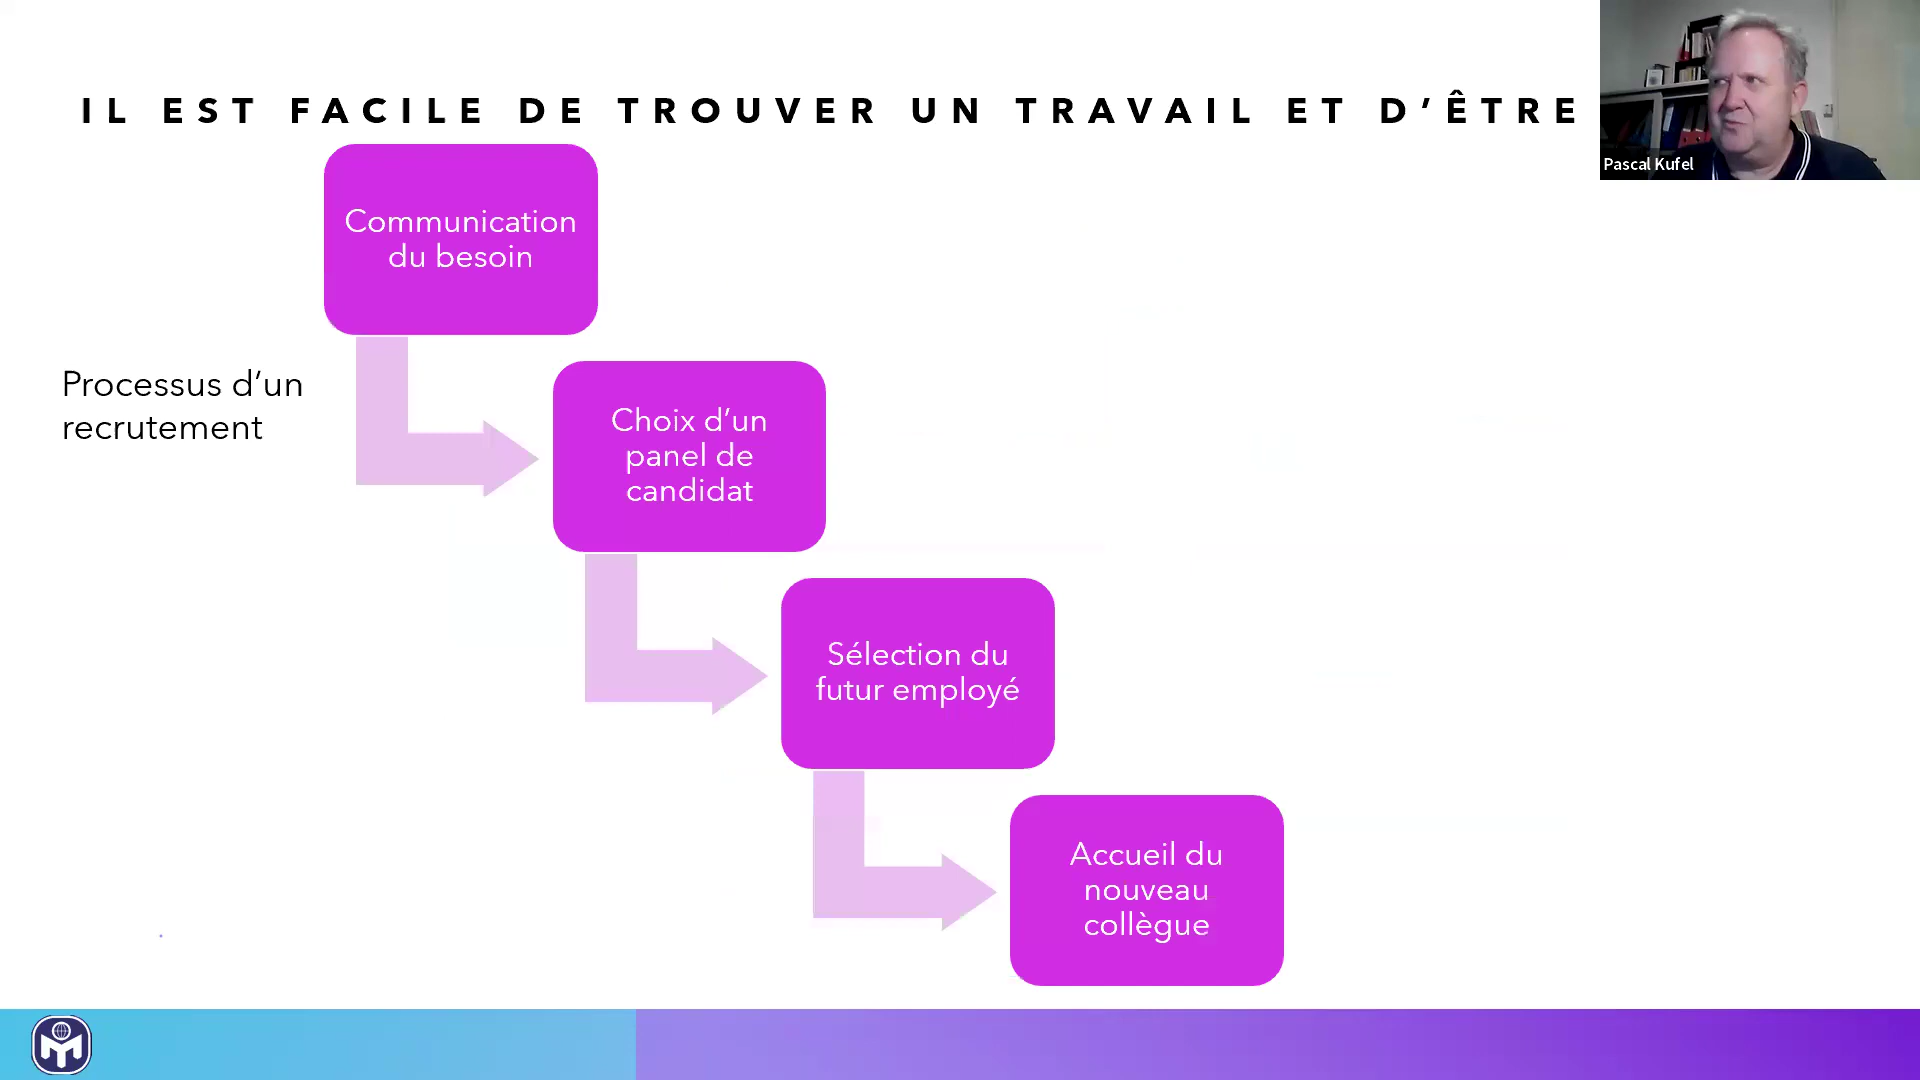 IL EST FACILE DE TROUVER UN TRAVAIL ET D’ÊTRE
Pascal Kufel
Communication
du besoin
Processus d’un
recrutement
Choix d’un
panel de
candidat
Sélection du
futur employé
Accueil du
nouveau
collègue